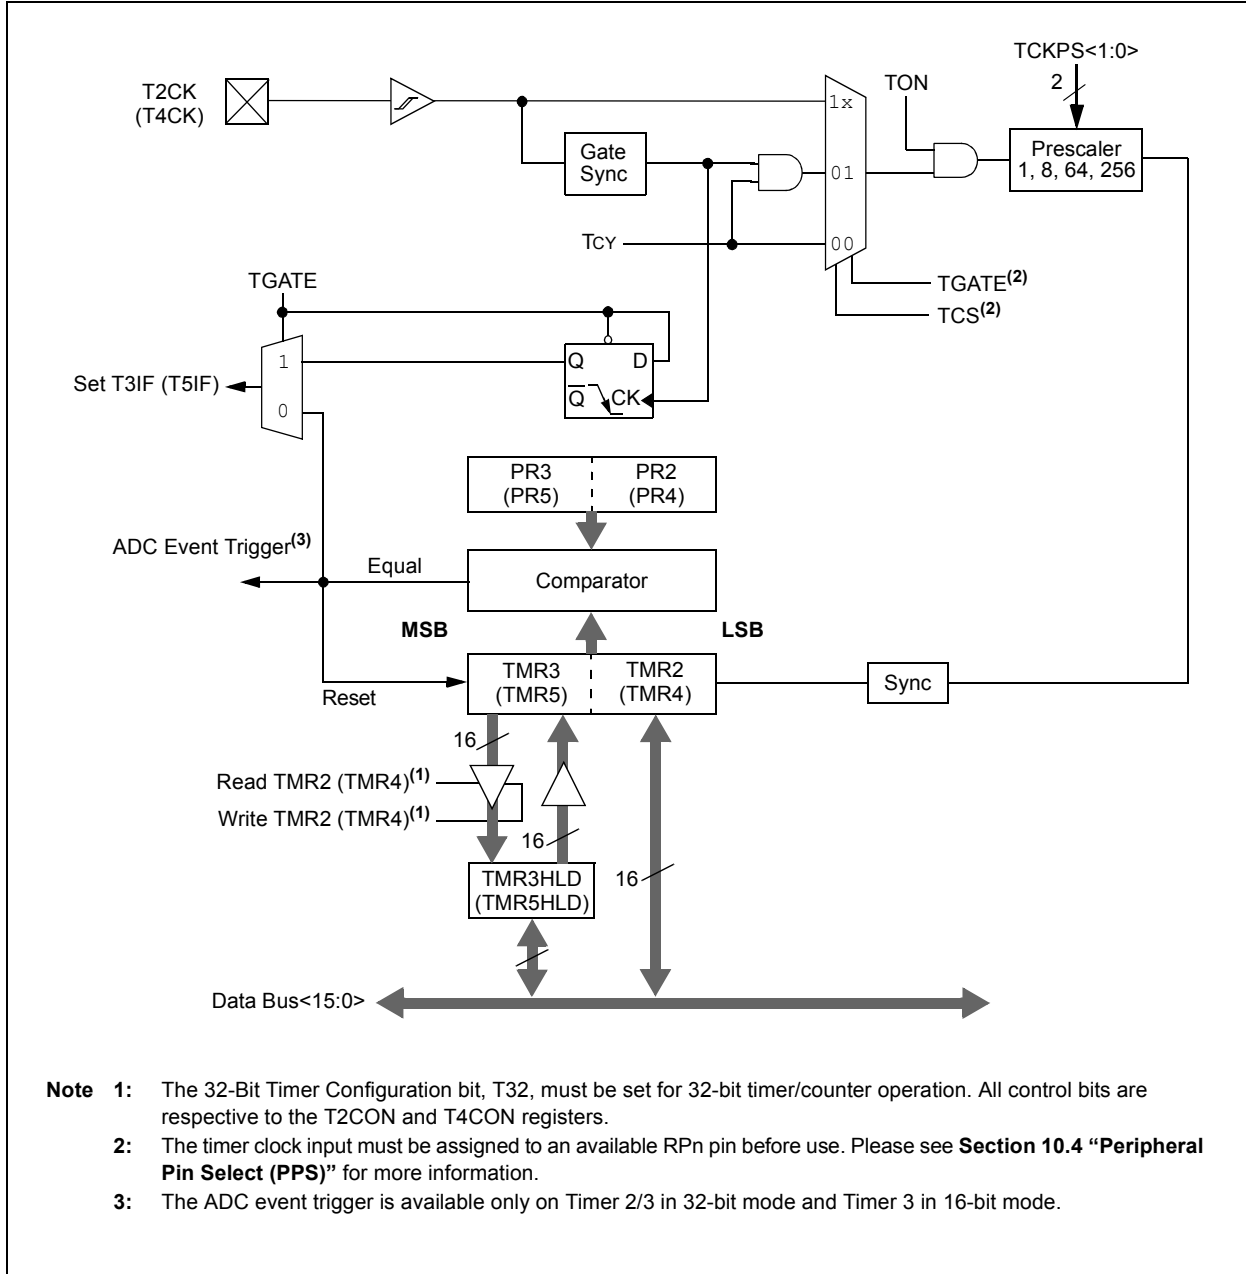 TCKPS<1:0>
2
TON
T2CK
(T4CK)
1x
Gate
Sync
01
Prescaler
1, 8, 64, 256
TCY
00
TGATE
TGATE(2)
TCS(2)
1
Q D
Set T3IF (T5IF)
Q CK
0
PR3 PR2
(PR5) (PR4)
ADC Event Trigger(3)
Equal
Comparator
MSB LSB
TMR3 TMR2
(TMR5) (TMR4)
Sync
Reset
16
Read TMR2 (TMR4)(1)
Write TMR2 (TMR4)(1)
16
16
TMR3HLD
(TMR5HLD)
Data Bus<15:0>
Note 1: The 32-Bit Timer Configuration bit, T32, must be set for 32-bit timer/counter operation. All control bits are
respective to the T2CON and T4CON registers.
2: The timer clock input must be assigned to an available RPn pin before use. Please see Section 10.4 “Peripheral
Pin Select (PPS)” for more information.
3: The ADC event trigger is available only on Timer 2/3 in 32-bit mode and Timer 3 in 16-bit mode.